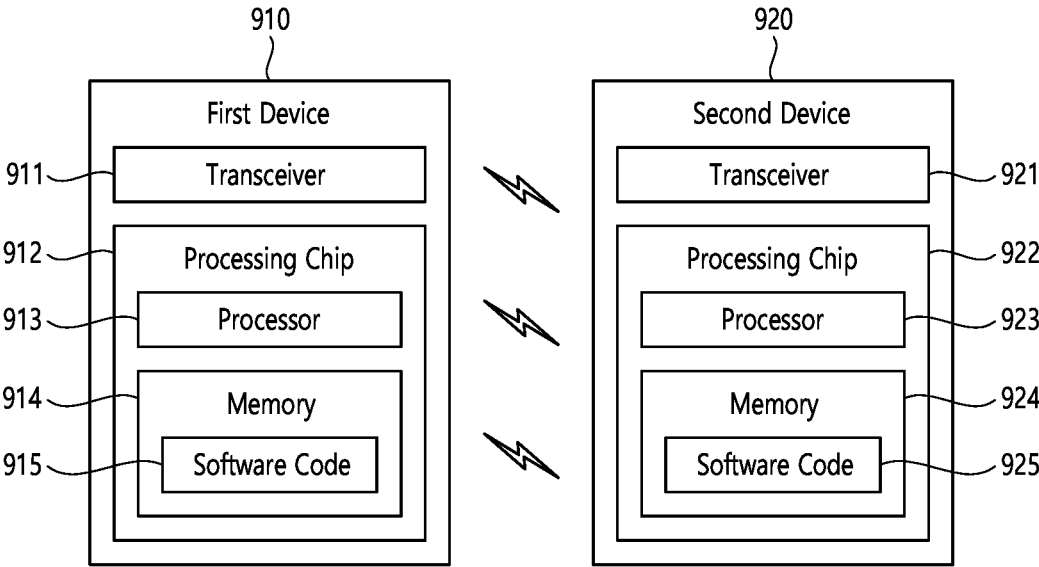 910
920
First Device
Second Device
911
Transceiver
Transceiver
921
912
Processing Chip
Processing Chip
922
913
Processor
Processor
923
914
Memory
Memory
924
915
Software Code
Software Code
925